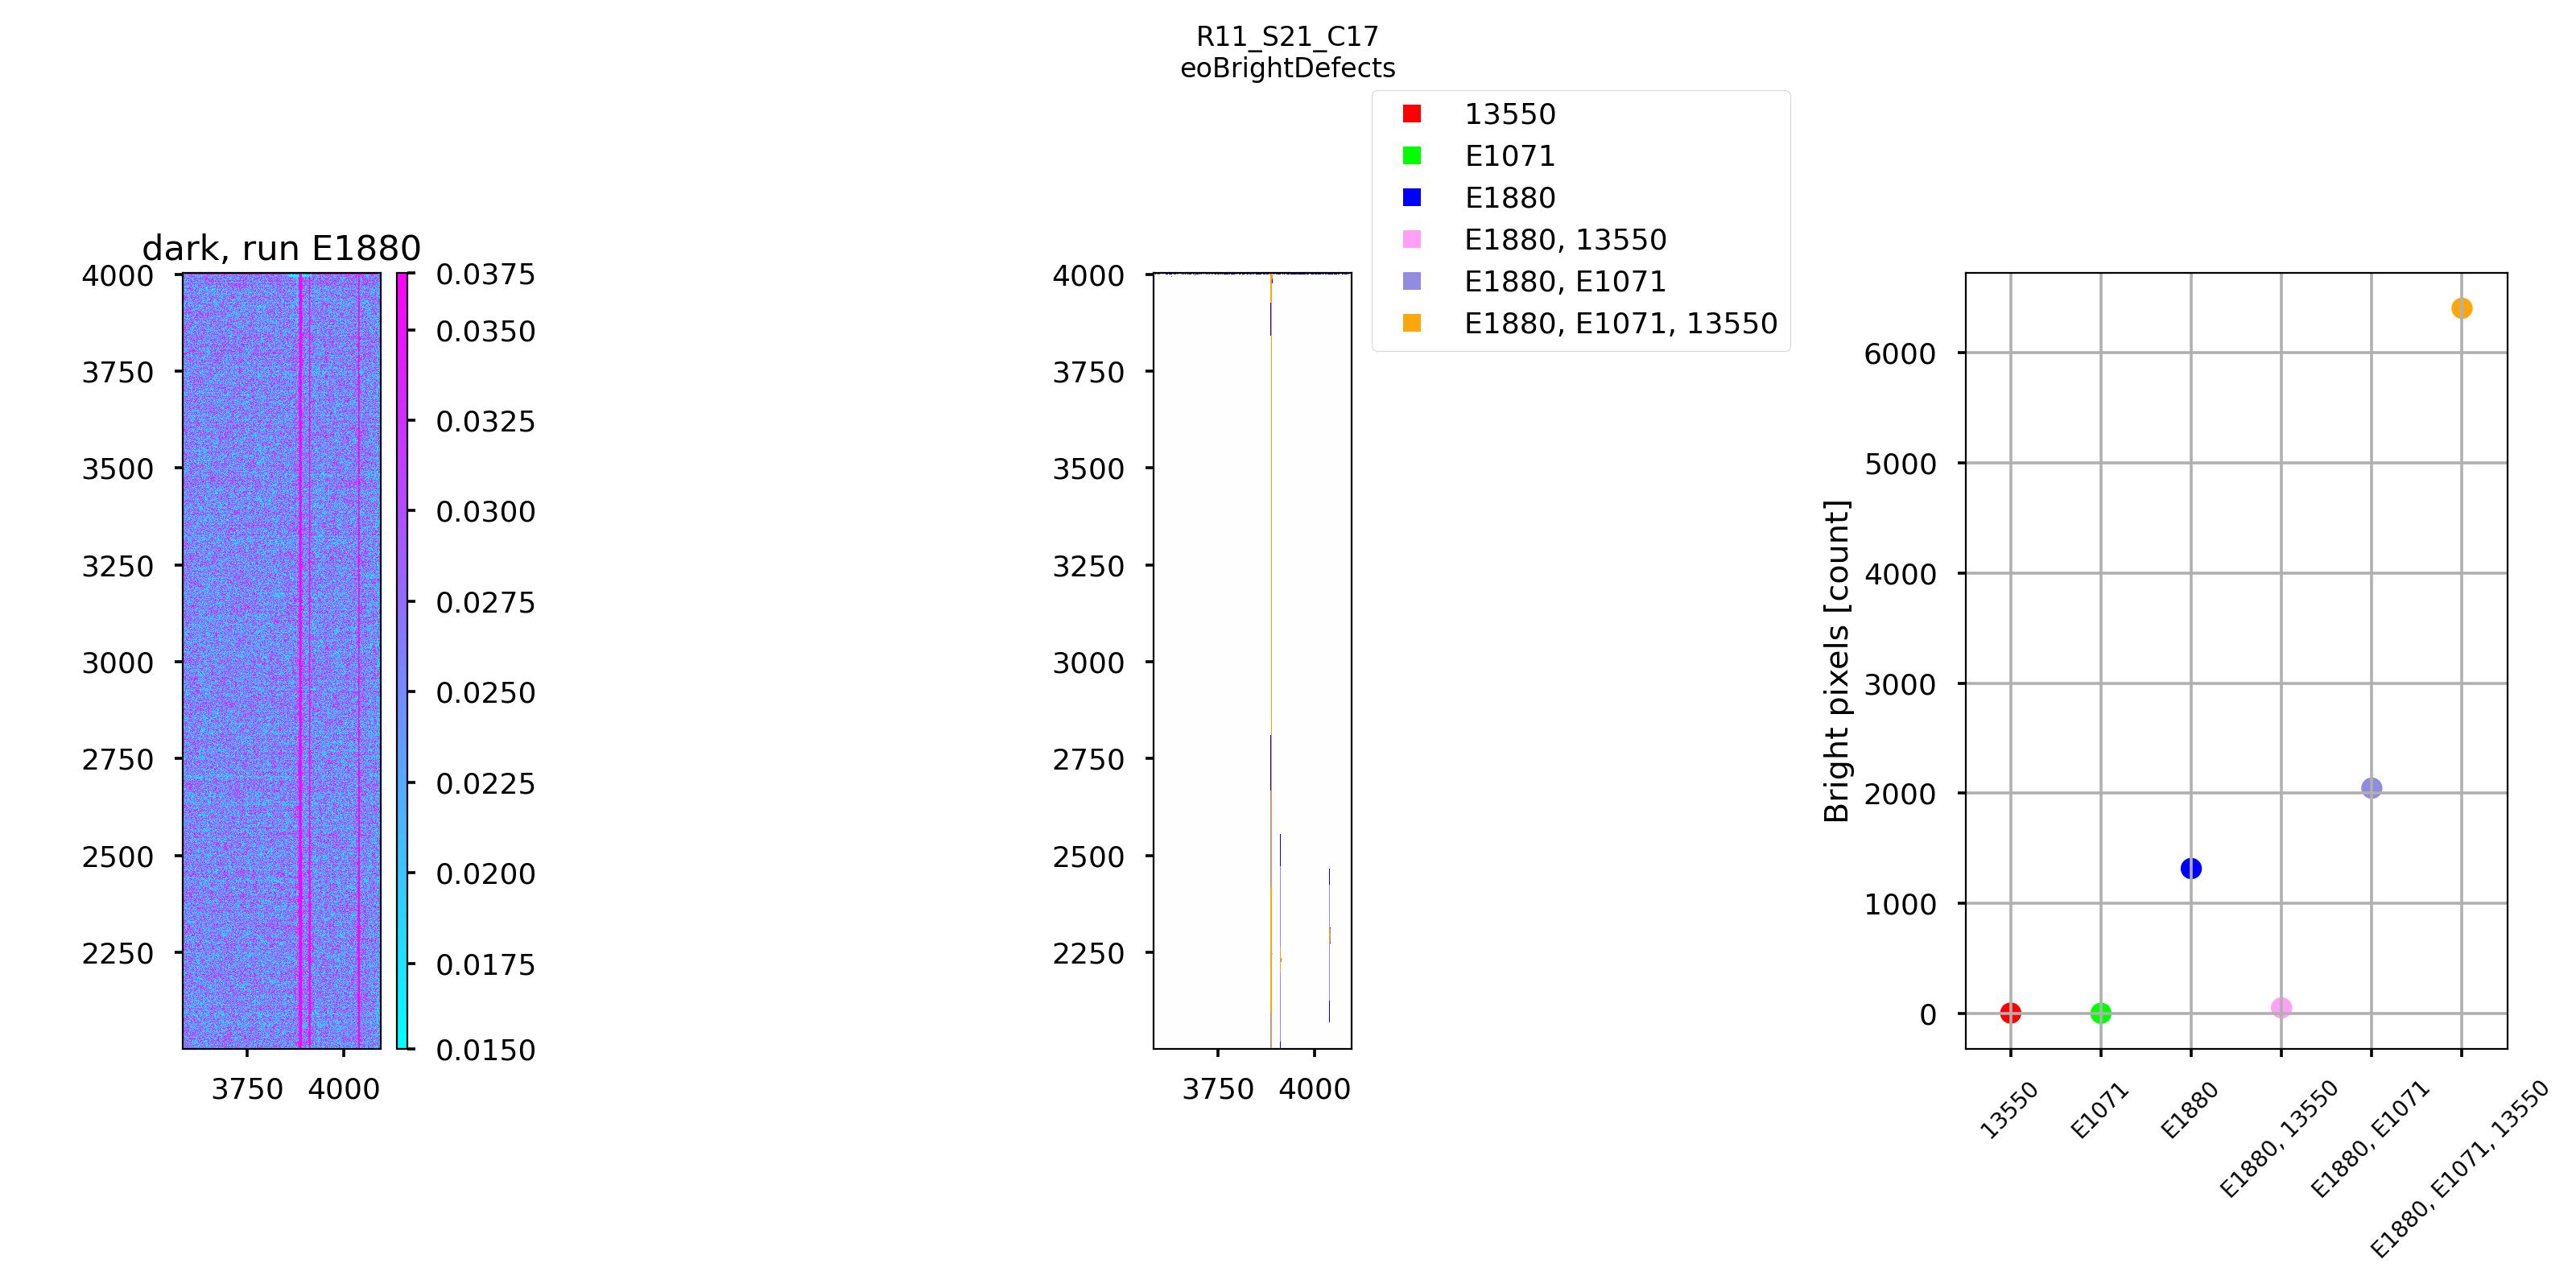 R11_S21_C17
eoBrightDefects
dark, run E1880
4000
3750
3500
3250
3000
2750
2500
2250
3750 4000
0.0375
0.0350
0.0325
0.0300
0.0275
0.0250
0.0225
0.0200
0.0175
0.0150
4000
3750
3500
3250
3000
2750
2500
2250
3750 4000
13550
E1071
E1880
E1880, 13550
E1880, E1071
E1880, E1071, 13550
Bright pixels [count]
6000
5000
4000
3000
2000
1000
0
13550
E1071
E1880
E1880, 13550
E1880, E1071
E1880, E1071, 13550